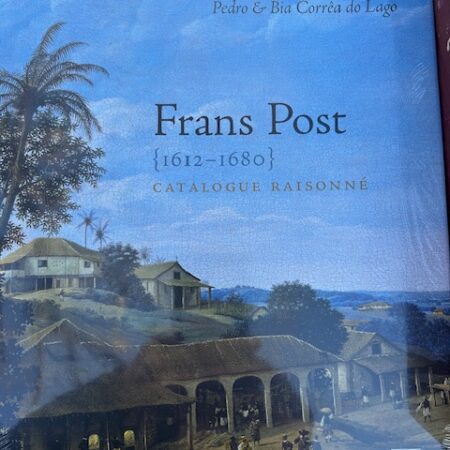 Pedro & Bia Corrêa do Lago
Frans Post
{1612–1680}
CATALOGUE RAISONNÉ